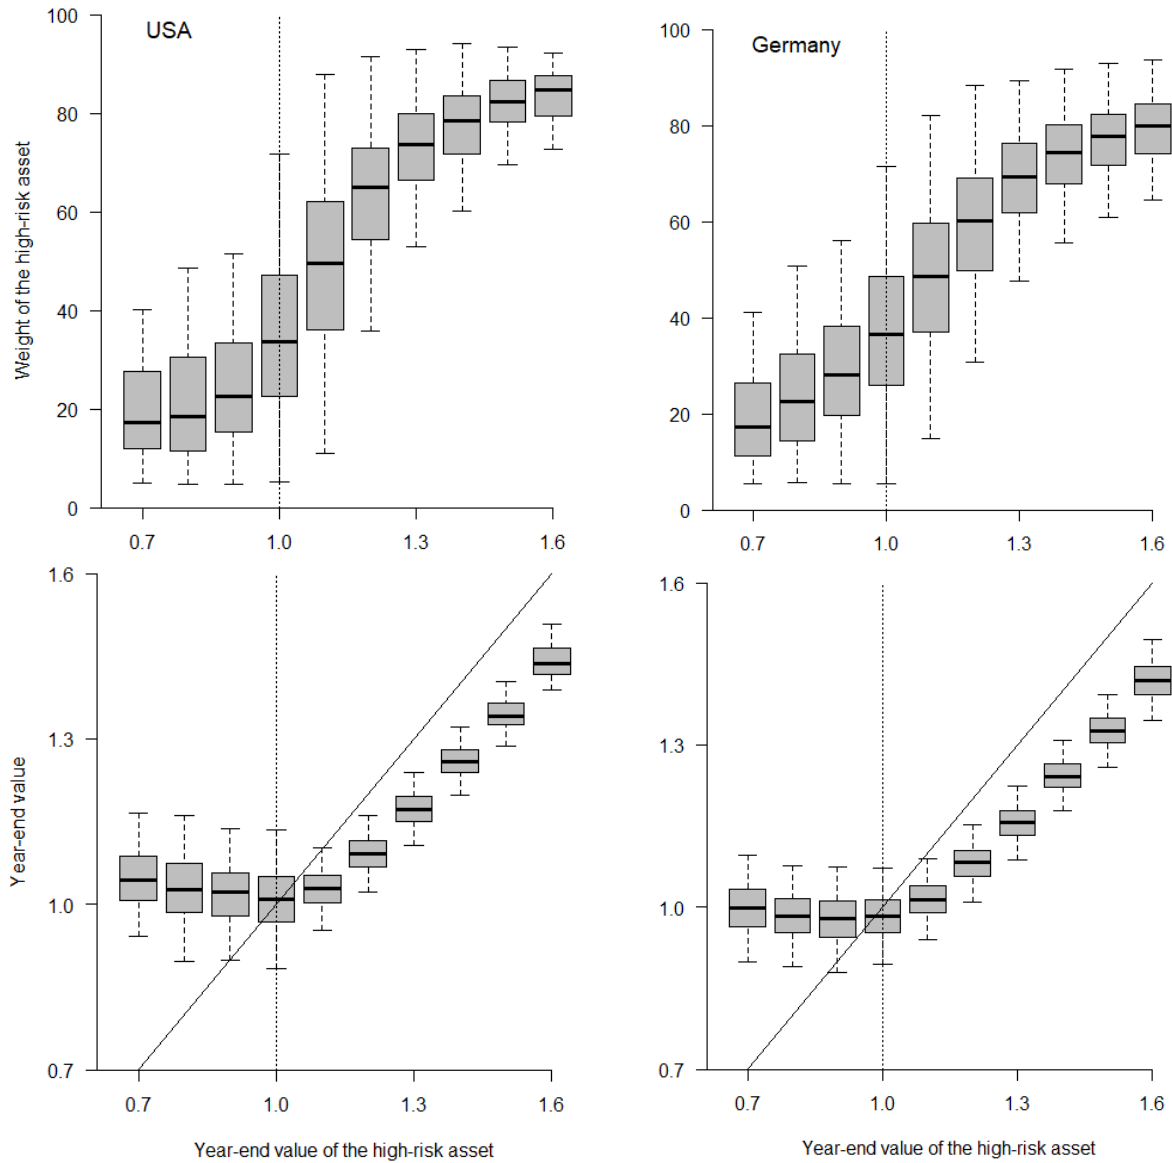 USA
Weight of the high-risk asset
100
80
60
40
20
0
0.7 1.0 1.3 1.6
Germany
100
80
60
40
20
0
0.7 1.0 1.3 1.6
Year-end value
1.6
1.3
1.0
0.7
0.7 1.0 1.3 1.6
Year-end value of the high-risk asset
1.6
1.3
1.0
0.7
0.7 1.0 1.3 1.6
Year-end value of the high-risk asset